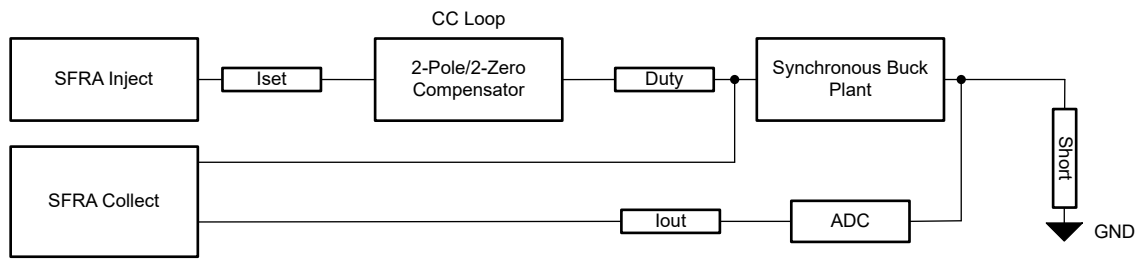 CC Loop
SFRA Inject
Iset
2-Pole/2-Zero
Compensator
Duty
Synchronous Buck
Plant
Short
SFRA Collect
Iout
ADC
GND